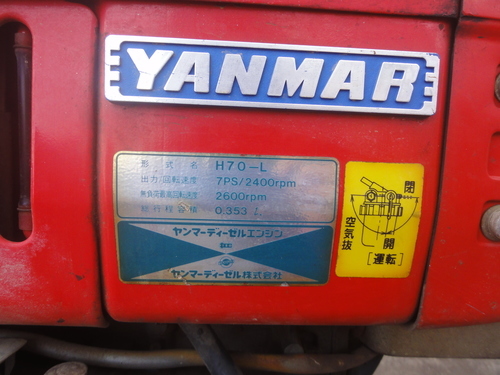 YANMAR
形式名 H70-L
出力/回転速度 7PS/2400rpm
無負荷最高回転速度 2600rpm
総行程容積 0.353 L
ヤンマーディーゼルエンジン
ヤンマーディーゼル株式会社
閉
空気抜
開
[運転]